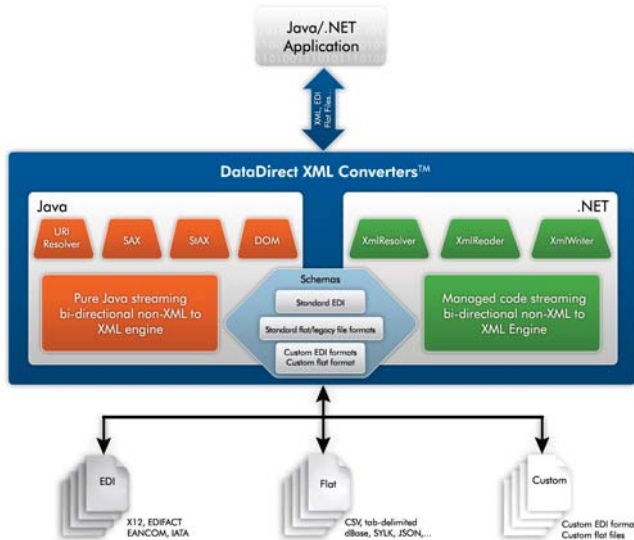 Java/.NET
Application
XML, EDI
Flat Files...
DataDirect XML Converters™
Java
.NET
URI
Resolver
SAX
StAX
DOM
XmlResolver
XmlReader
XmlWriter
Schemas
Standard EDI
Standard flat/legacy file formats
Custom EDI formats
Custom flat format
Pure Java streaming
bi-directional non-XML to
XML engine
Managed code streaming
bi-directional non-XML to
XML Engine
EDI
X12, EDIFACT
EANCOM, IATA
Flat
CSV, tab-delimited
dBase, SYLK, JSON,...
Custom
Custom EDI format
Custom flat files